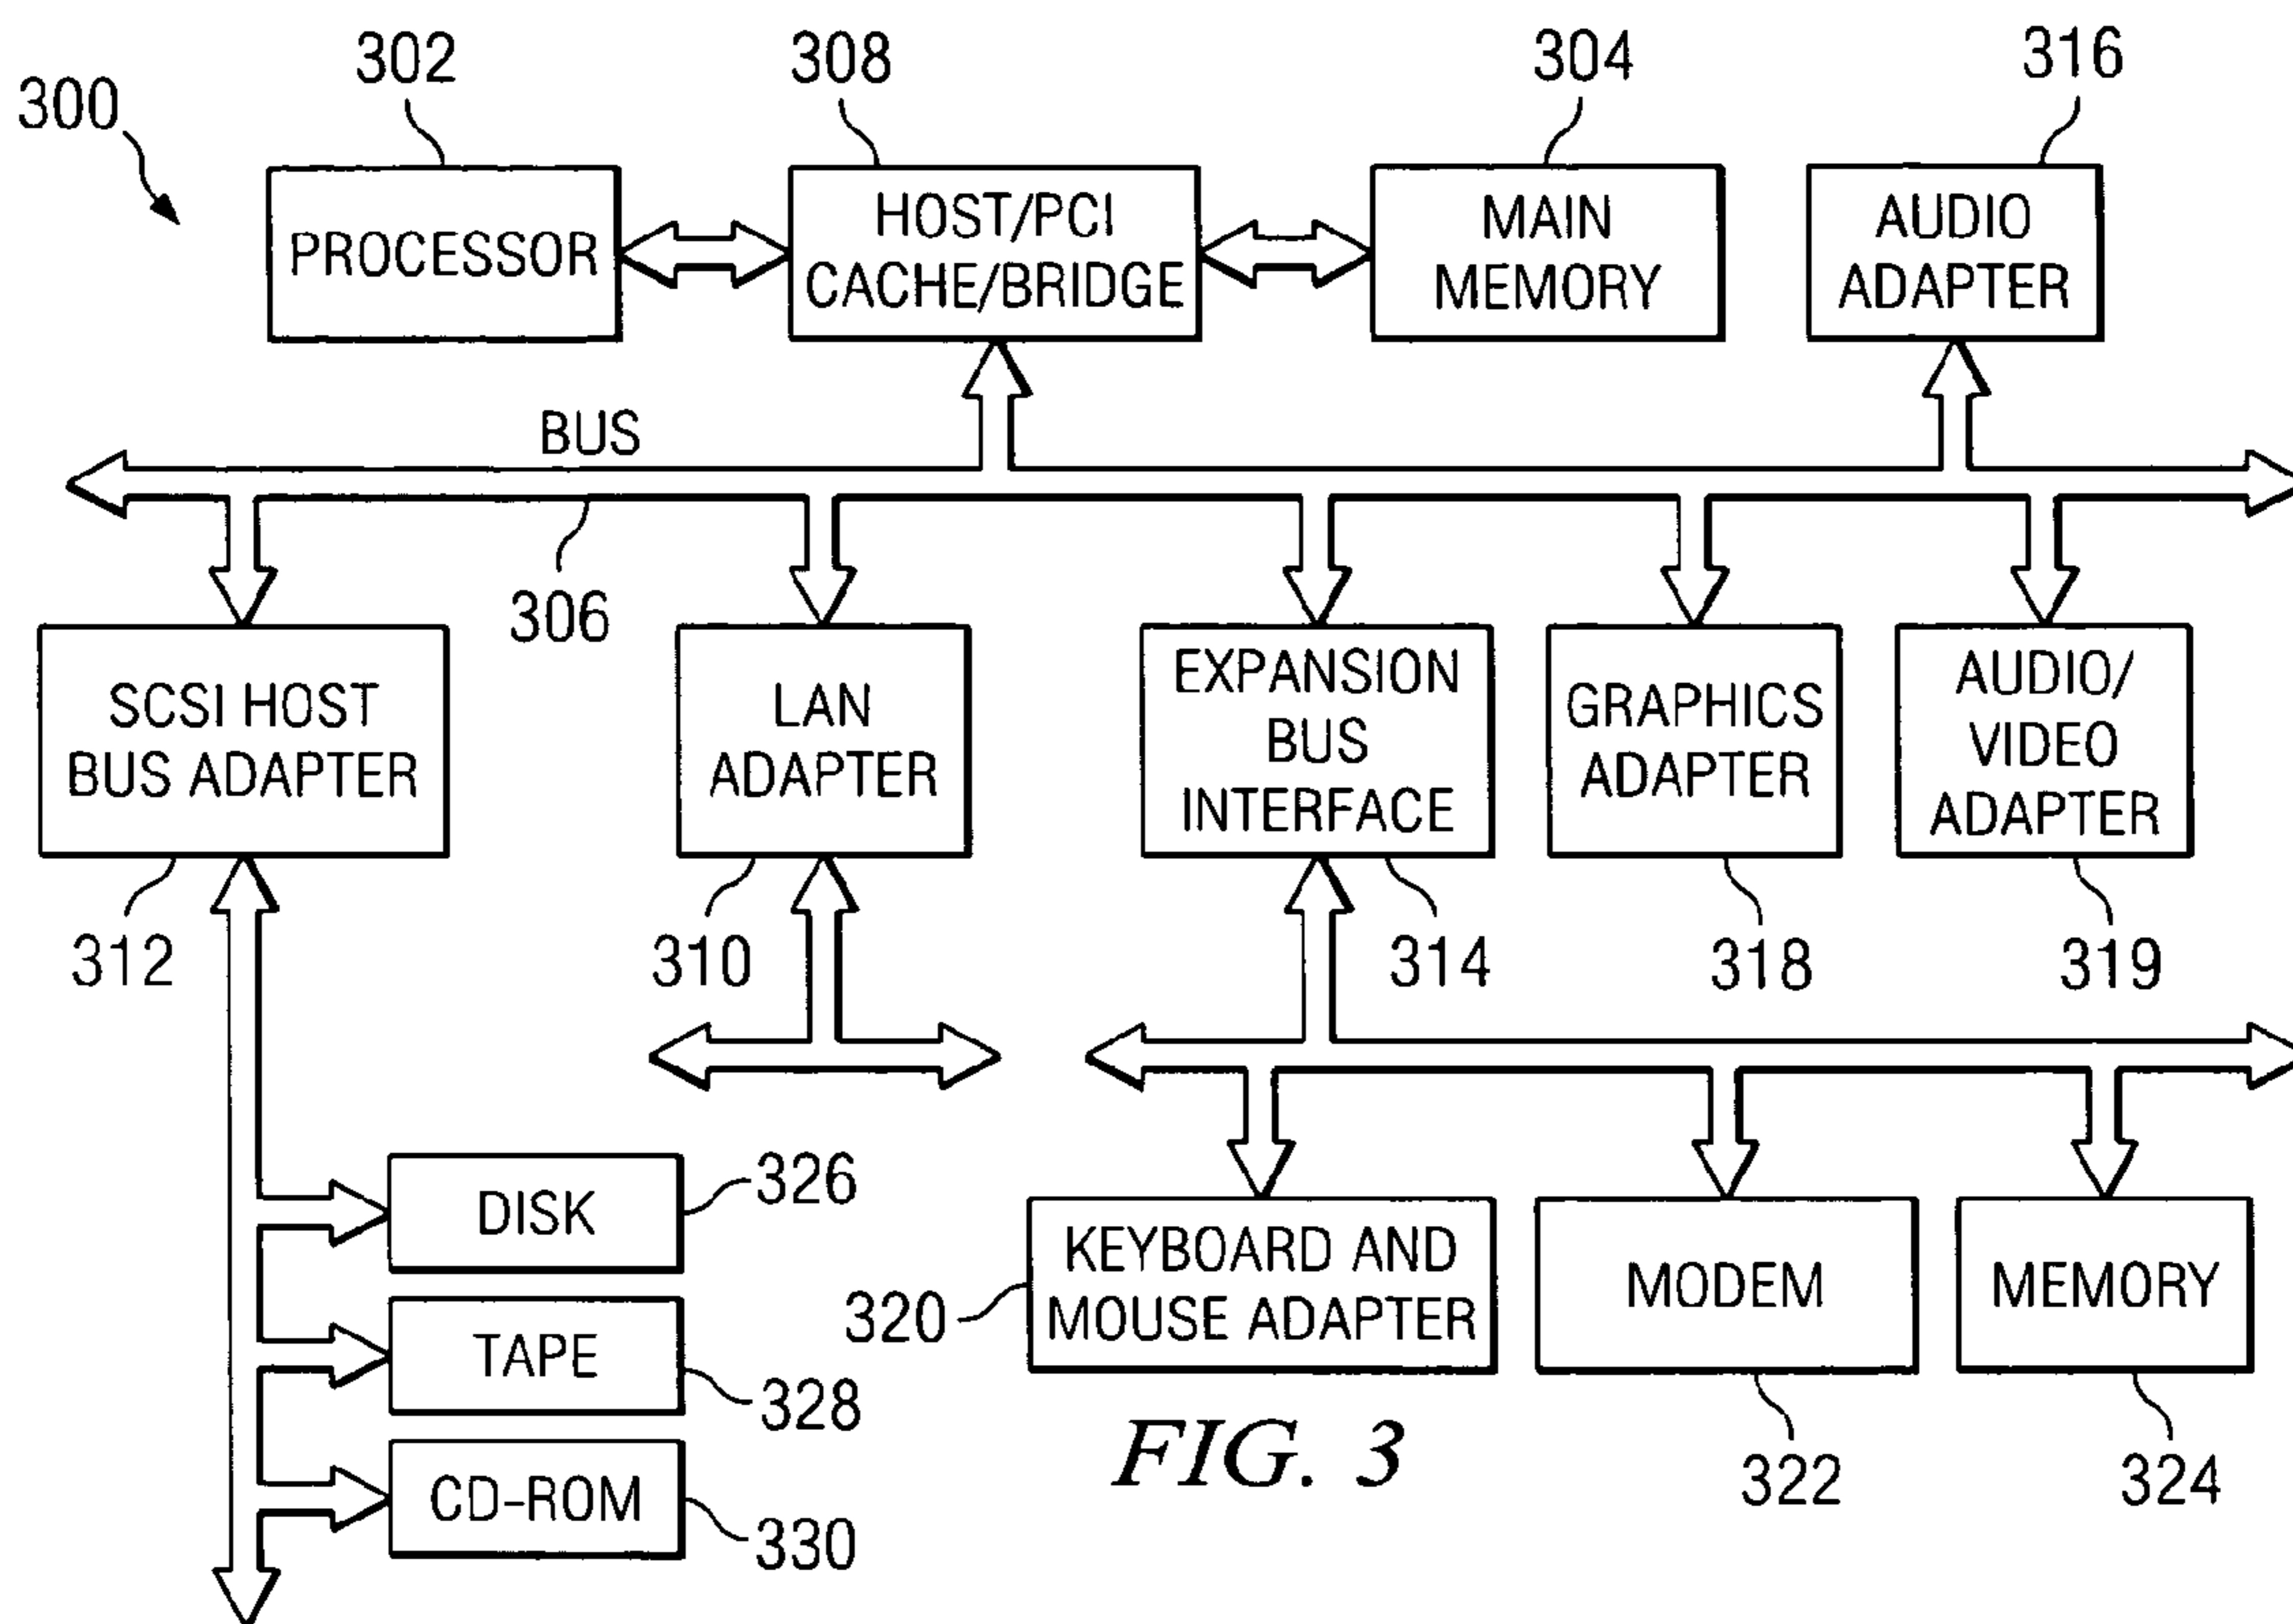 300
302
308
304
316
PROCESSOR
HOST/PCI
CACHE/BRIDGE
MAIN
MEMORY
AUDIO
ADAPTER
BUS
306
SCSI HOST
BUS ADAPTER
LAN
ADAPTER
EXPANSION
BUS
INTERFACE
GRAPHICS
ADAPTER
AUDIO/
VIDEO
ADAPTER
312
310
314
318
319
DISK
326
TAPE
328
CD-ROM
330
320
KEYBOARD AND
MOUSE ADAPTER
MODEM
MEMORY
322
324
FIG. 3